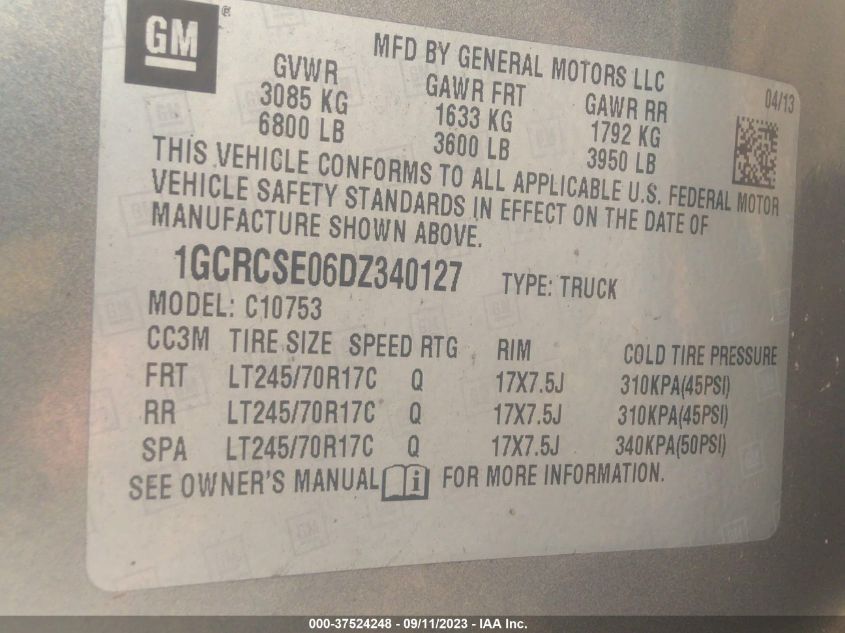 GM®
MFD BY GENERAL MOTORS LLC
04/13
GVWR GAWR FRT GAWR RR
3085 KG 1633 KG 1792 KG
6800 LB 3600 LB 3950 LB
THIS VEHICLE CONFORMS TO ALL APPLICABLE U.S. FEDERAL MOTOR
VEHICLE SAFETY STANDARDS IN EFFECT ON THE DATE OF
MANUFACTURE SHOWN ABOVE.
1GCRCSE06DZ340127 TYPE: TRUCK
MODEL: C10753
CC3M TIRE SIZE SPEED RTG RIM COLD TIRE PRESSURE
FRT LT245/70R17C Q 17X7.5J 310KPA(45PSI)
RR LT245/70R17C Q 17X7.5J 310KPA(45PSI)
SPA LT245/70R17C Q 17X7.5J 340KPA(50PSI)
SEE OWNER'S MANUAL i FOR MORE INFORMATION.
000-37524248 - 09/11/2023 - IAA Inc.